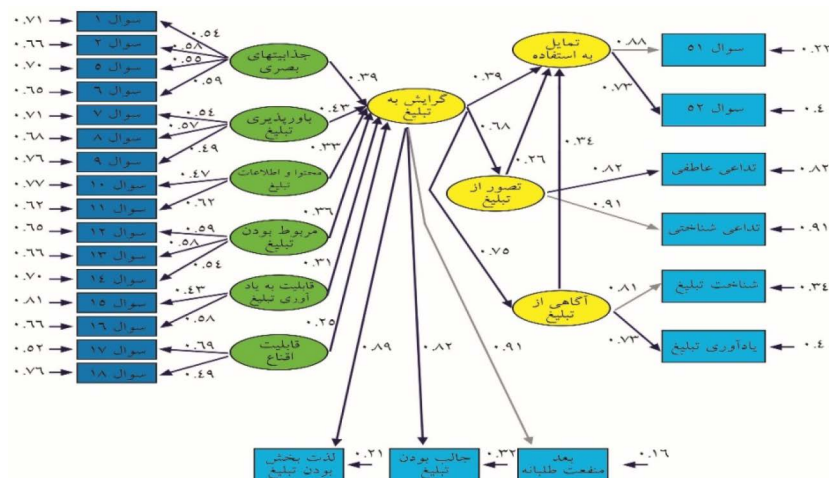 ۰.۷۱
سوال ۱
۰.۶۶
سوال ۲
۰.۷۰
سوال ۵
۰.۶۵
سوال ۶
۰.۷۱
سوال ۷
۰.۶۸
سوال ۸
۰.۷۶
سوال ۹
۰.۷۷
سوال ۱۰
۰.۶۲
سوال ۱۱
۰.۶۵
سوال ۱۲
۰.۶۶
سوال ۱۳
۰.۷۰
سوال ۱۴
۰.۸۱
سوال ۱۵
۰.۶۶
سوال ۱۶
۰.۵۲
سوال ۱۷
۰.۷۶
سوال ۱۸
۰.۵۴
۰.۵۸
۰.۵۵
۰.۵۹
۰.۵۴
۰.۵۷
۰.۴۹
۰.۴۷
۰.۶۲
۰.۵۹
۰.۵۸
۰.۵۴
۰.۴۳
۰.۵۸
۰.۶۹
۰.۴۹
جذابیتهای
بصری
باورپذیری
تبلیغ
محتوا و اطلاعات
تبلیغ
مربوط بودن
تبلیغ
قابلیت به یاد
آوری تبلیغ
قابلیت
اقناع
۰.۳۹
۰.۴۳
۰.۳۳
۰.۳۶
۰.۳۱
۰.۲۵
گرایش به
تبلیغ
۰.۳۹
۰.۶۸
۰.۷۵
۰.۲۶
۰.۳۴
تمایل
به استفاده
تصور از
تبلیغ
آگاهی از
تبلیغ
۰.۸۸
۰.۷۳
۰.۸۲
۰.۹۱
۰.۸۱
۰.۷۳
سوال ۵۱
۰.۲۲
سوال ۵۲
۰.۴
تداعی عاطفی
۰.۸۲
تداعی شناختی
۰.۹۱
شناخت تبلیغ
۰.۳۴
یادآوری تبلیغ
۰.۴
۰.۸۹
۰.۸۲
۰.۹۱
لذت بخش
بودن تبلیغ
۰.۲۱
جالب بودن
تبلیغ
۰.۳۲
بعد
منفعت طلبانه
۰.۱۶